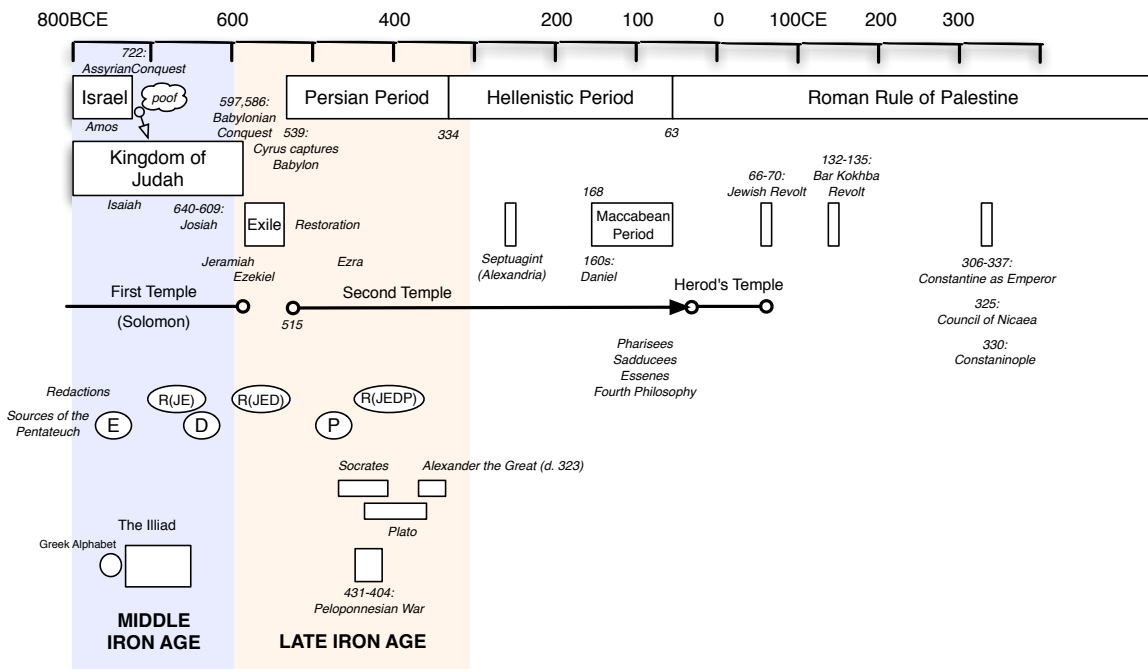 800BCE 600 400 200 100 0 100CE 200 300
722:
AssyrianConquest
Israel
poof
Amos
597,586:
Babylonian
Conquest
Persian Period
Hellenistic Period
Roman Rule of Palestine
539:
Cyrus captures
Babylon
334
63
Kingdom of
Judah
Isaiah
640-609:
Josiah
Exile
Restoration
168
Maccabean
Period
66-70:
Jewish Revolt
132-135:
Bar Kokhba
Revolt
Jeramiah
Ezekiel
Ezra
Septuagint
(Alexandria)
160s:
Daniel
306-337:
Constantine as Emperor
First Temple
(Solomon)
Second Temple
515
Herod's Temple
325:
Council of Nicaea
330:
Constaninople
Pharisees
Sadducees
Essenes
Fourth Philosophy
Redactions
R(JE)
R(JED)
R(JEDP)
Sources of the
Pentateuch
E
D
P
Socrates
Alexander the Great (d. 323)
Plato
The Illiad
Greek Alphabet
431-404:
Peloponnesian War
MIDDLE
IRON AGE
LATE IRON AGE